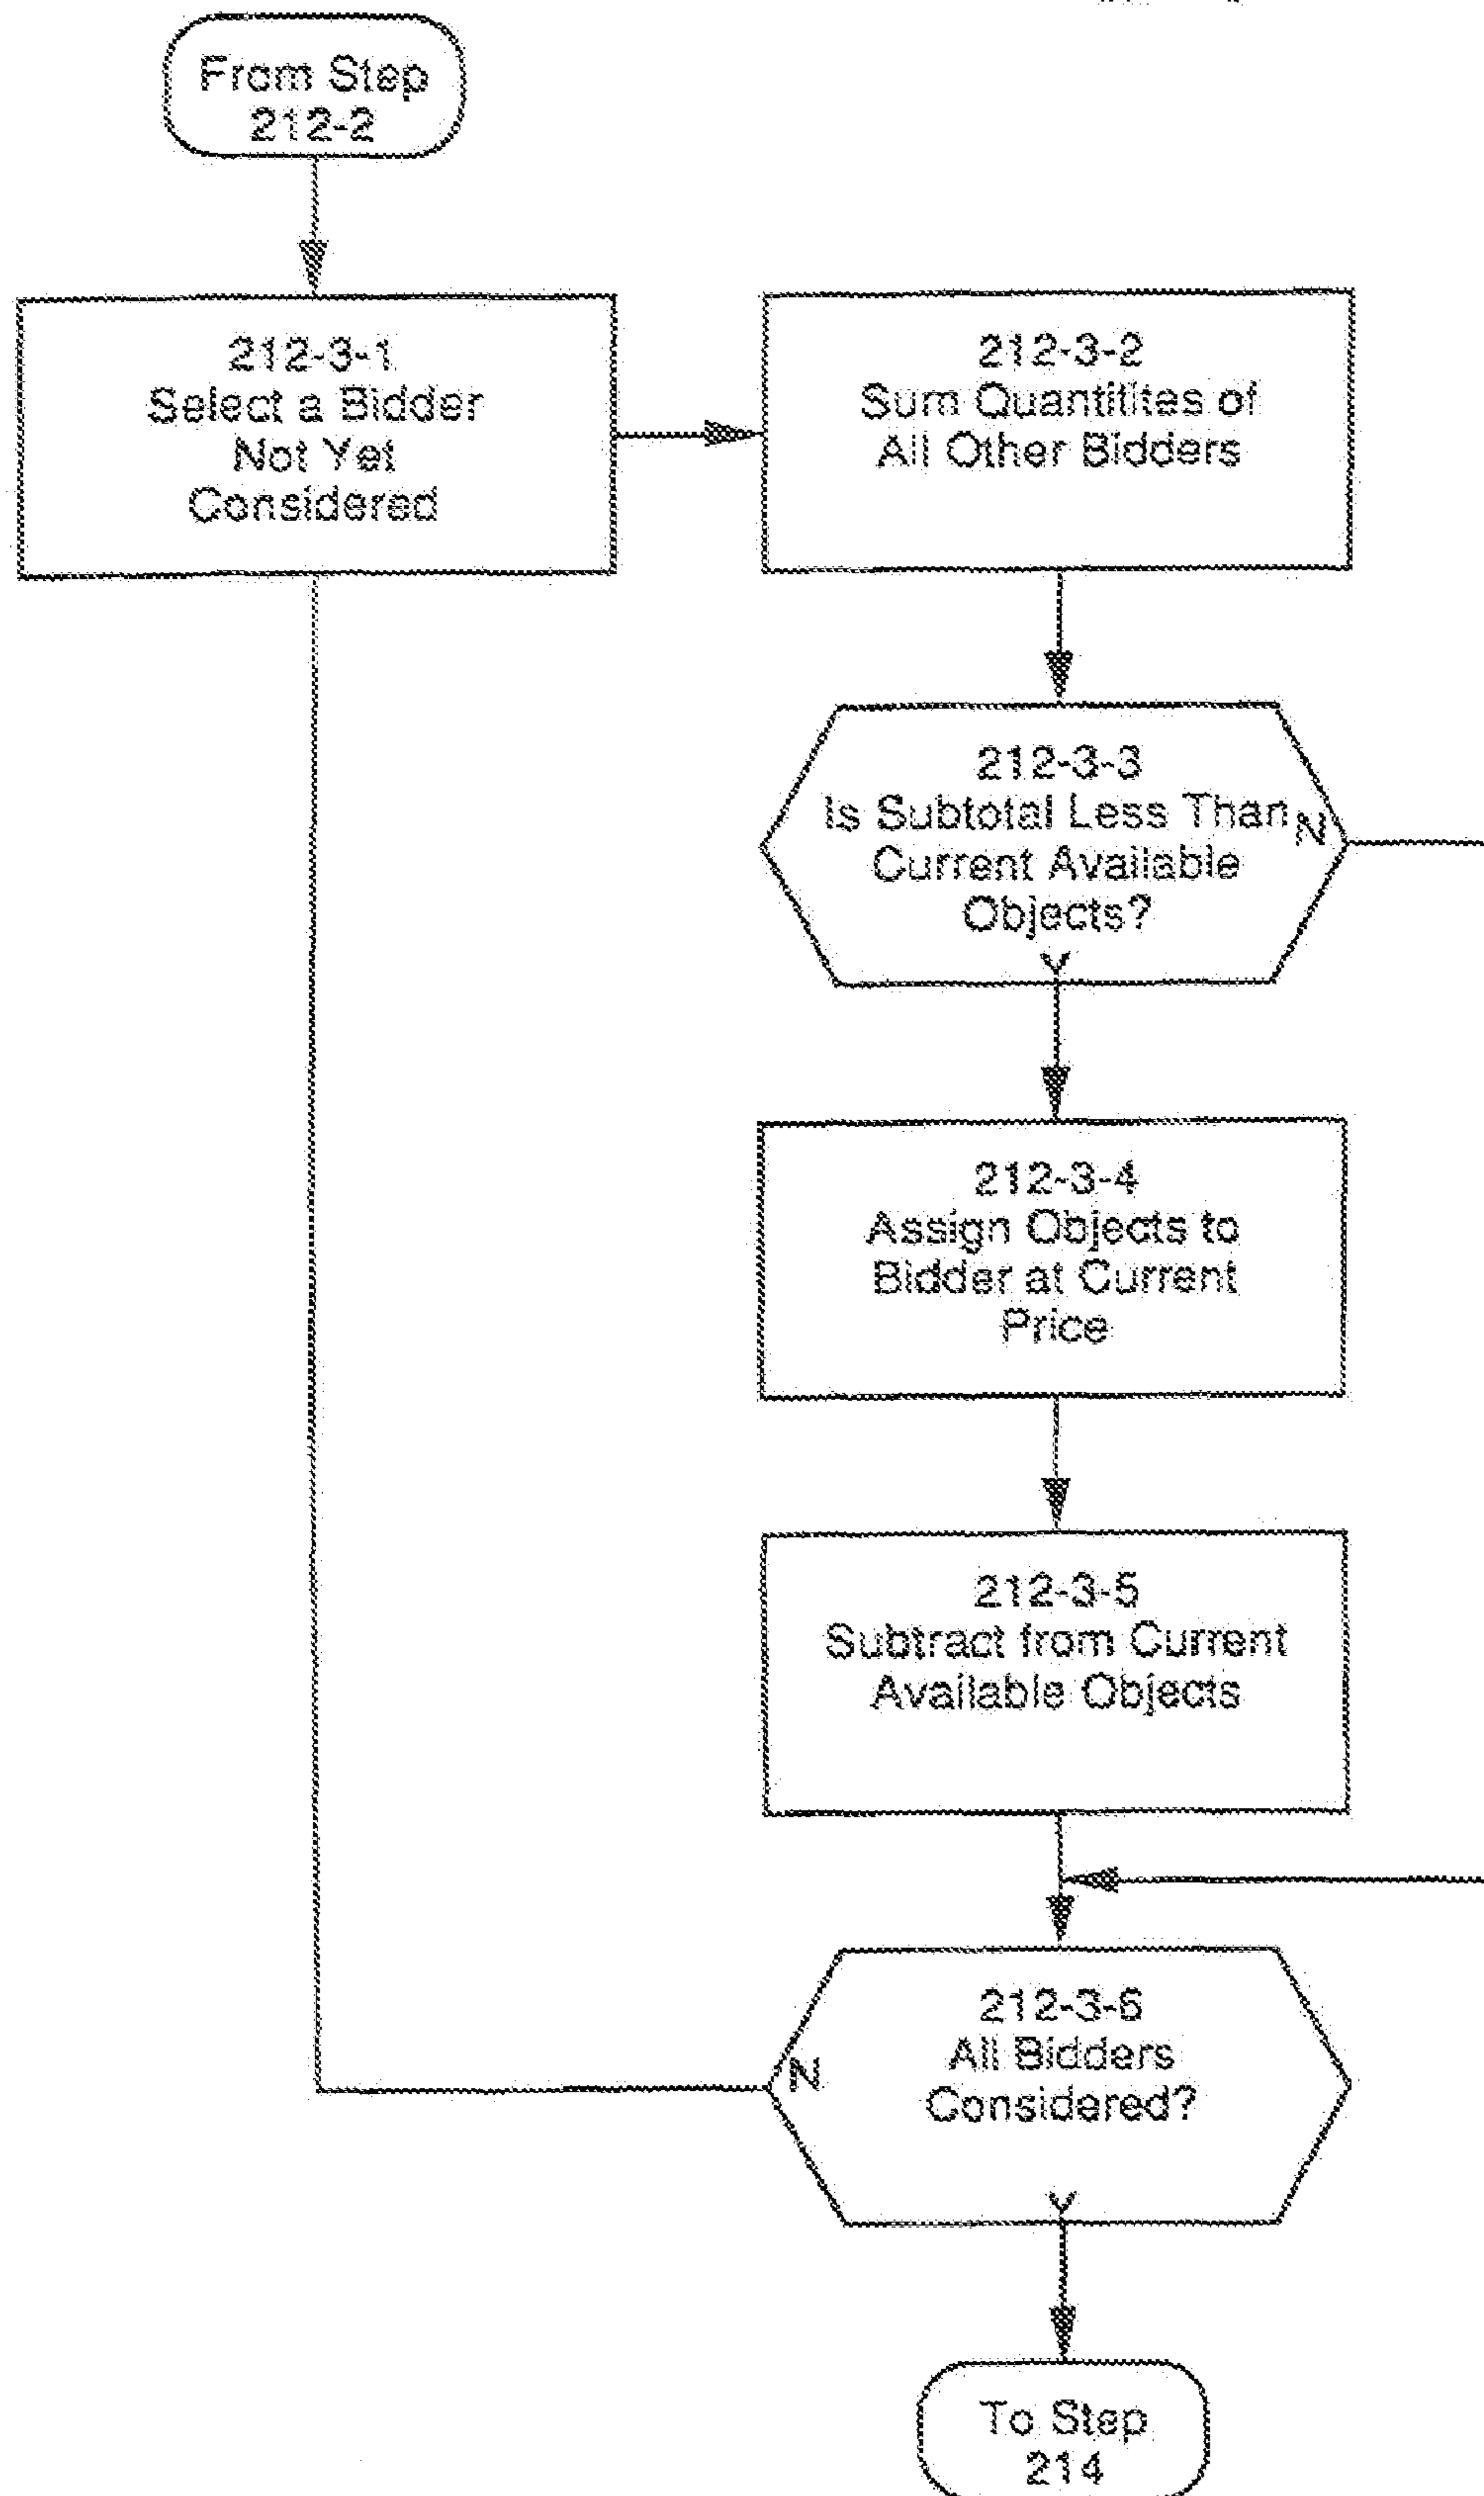 From Step
212-2
212-3-1
Select a Bidder
Not Yet
Considered
212-3-2
Sum Quantitites of
All Other Bidders
212-3-3
Is Subtotal Less Than
Current Available
Objects?
N
Y
212-3-4
Assign Objects to
Bidder at Current
Price
212-3-5
Subtract from Current
Available Objects
212-3-6
All Bidders
Considered?
N
Y
To Step
214